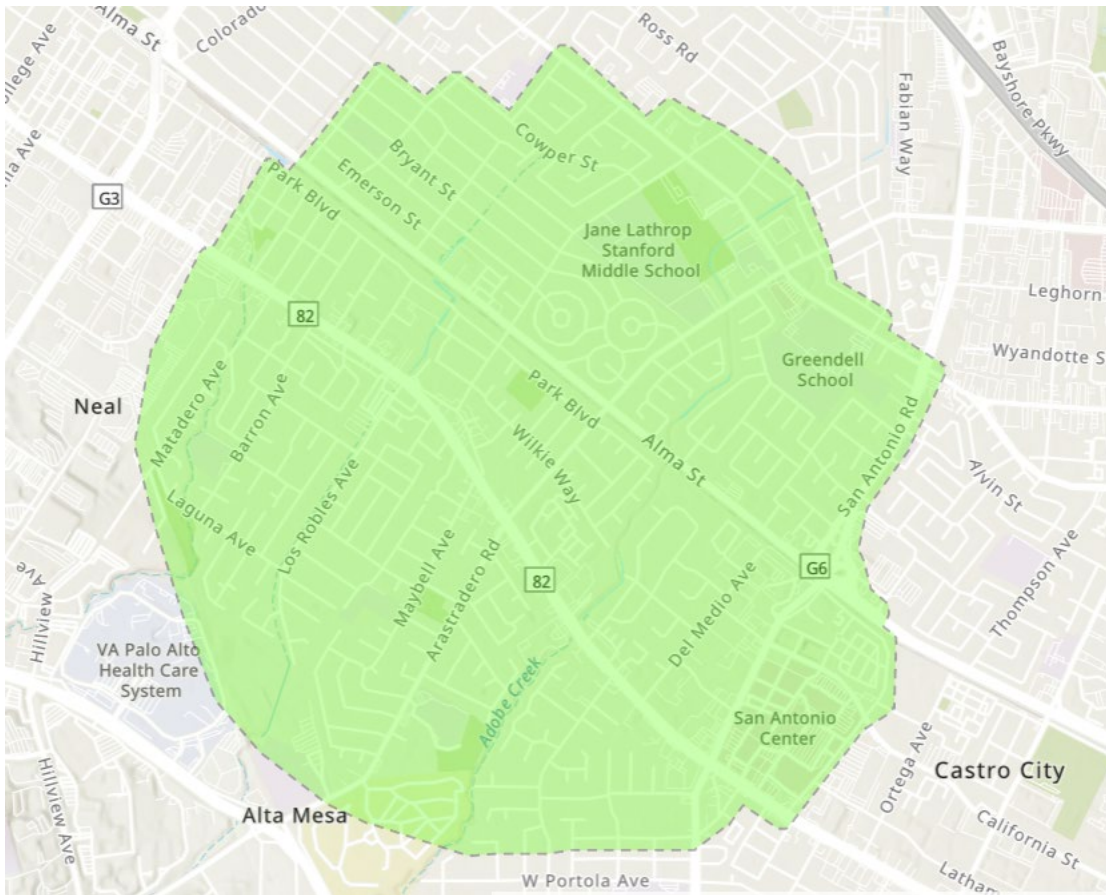 Alma St
Colorado
Ross Rd
Bayshore Pkwy
Fabian Way
G3
Park Blvd
Emerson St
Bryant St
Cowper St
Jane Lathrop
Stanford
Middle School
Leghorn
82
Wyandotte S
Greendell
School
Neal
Matadero Ave
Barron Ave
Park Blvd
Wilkie Way
Alma St
San Antonio Rd
Alvin St
Laguna Ave
Los Robles Ave
Maybell Ave
Arastradero Rd
82
G6
Del Medio Ave
Thompson Ave
Hillview Ave
VA Palo Alto
Health Care
System
Adobe Creek
San Antonio
Center
Ortega Ave
Castro City
Hillview Ave
Alta Mesa
California St
W Portola Ave
Latham